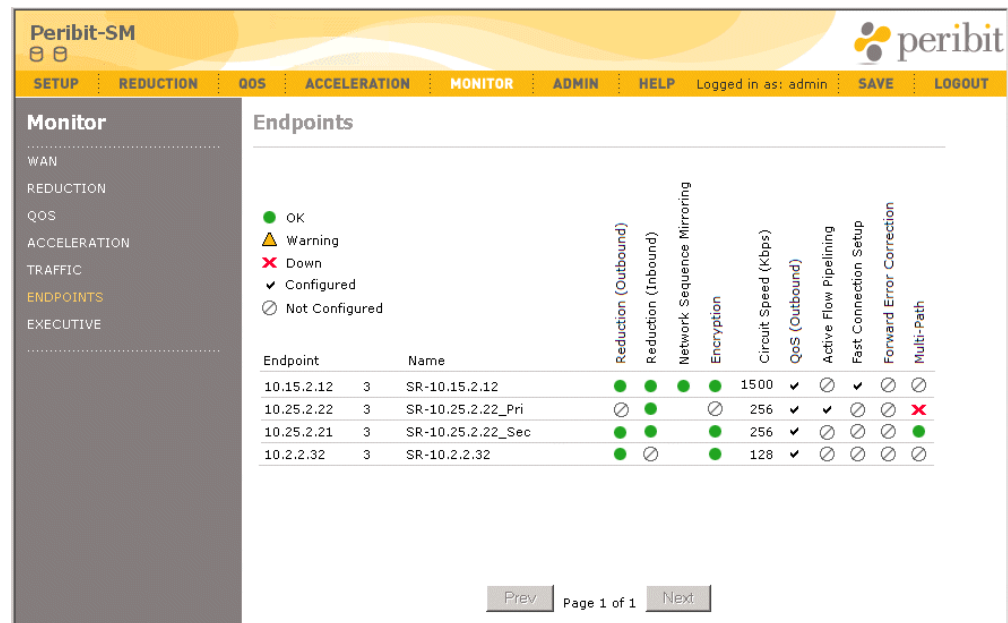 Peribit-SM
peribit
SETUP REDUCTION QOS ACCELERATION MONITOR ADMIN HELP Logged in as: admin SAVE LOGOUT
Monitor
WAN
REDUCTION
QOS
ACCELERATION
TRAFFIC
ENDPOINTS
EXECUTIVE
Endpoints
OK
Warning
Down
Configured
Not Configured
Endpoint Name Reduction (Outbound) Reduction (Inbound) Network Sequence Mirroring Encryption Circuit Speed (Kbps) QoS (Outbound) Active Flow Pipelining Fast Connection Setup Forward Error Correction Multi-Path
10.15.2.12 3 SR-10.15.2.12 1500
10.25.2.22 3 SR-10.25.2.22_Pri 256
10.25.2.21 3 SR-10.25.2.22_Sec 256
10.2.2.32 3 SR-10.2.2.32 128
Prev Page 1 of 1 Next